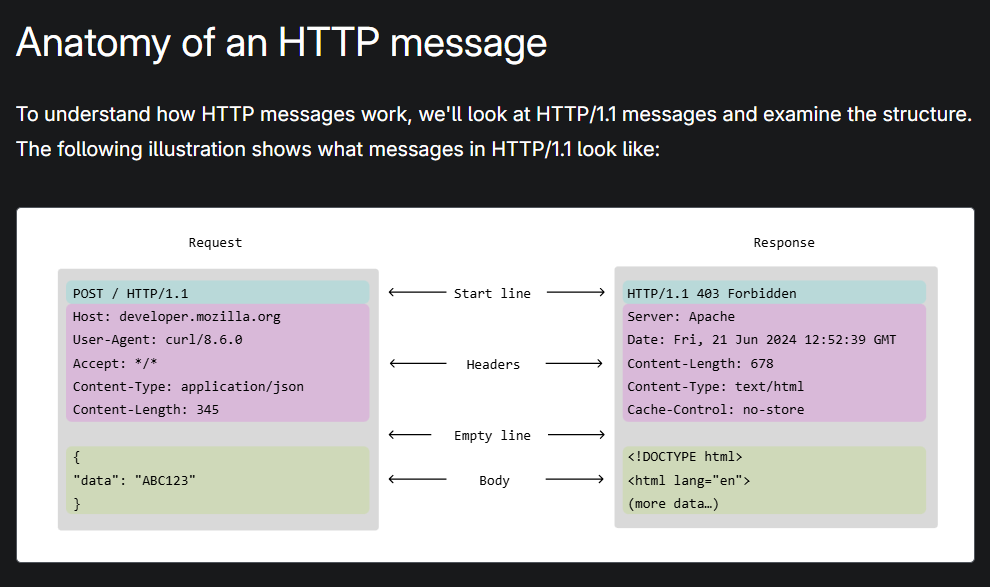 Anatomy of an HTTP message
To understand how HTTP messages work, we'll look at HTTP/1.1 messages and examine the structure.
The following illustration shows what messages in HTTP/1.1 look like:
Request
POST / HTTP/1.1
Host: developer.mozilla.org
User-Agent: curl/8.6.0
Accept: */*
Content-Type: application/json
Content-Length: 345
{
"data": "ABC123"
}
Start line
Headers
Empty line
Body
Response
HTTP/1.1 403 Forbidden
Server: Apache
Date: Fri, 21 Jun 2024 12:52:39 GMT
Content-Length: 678
Content-Type: text/html
Cache-Control: no-store
<!DOCTYPE html>
<html lang="en">
(more data…)